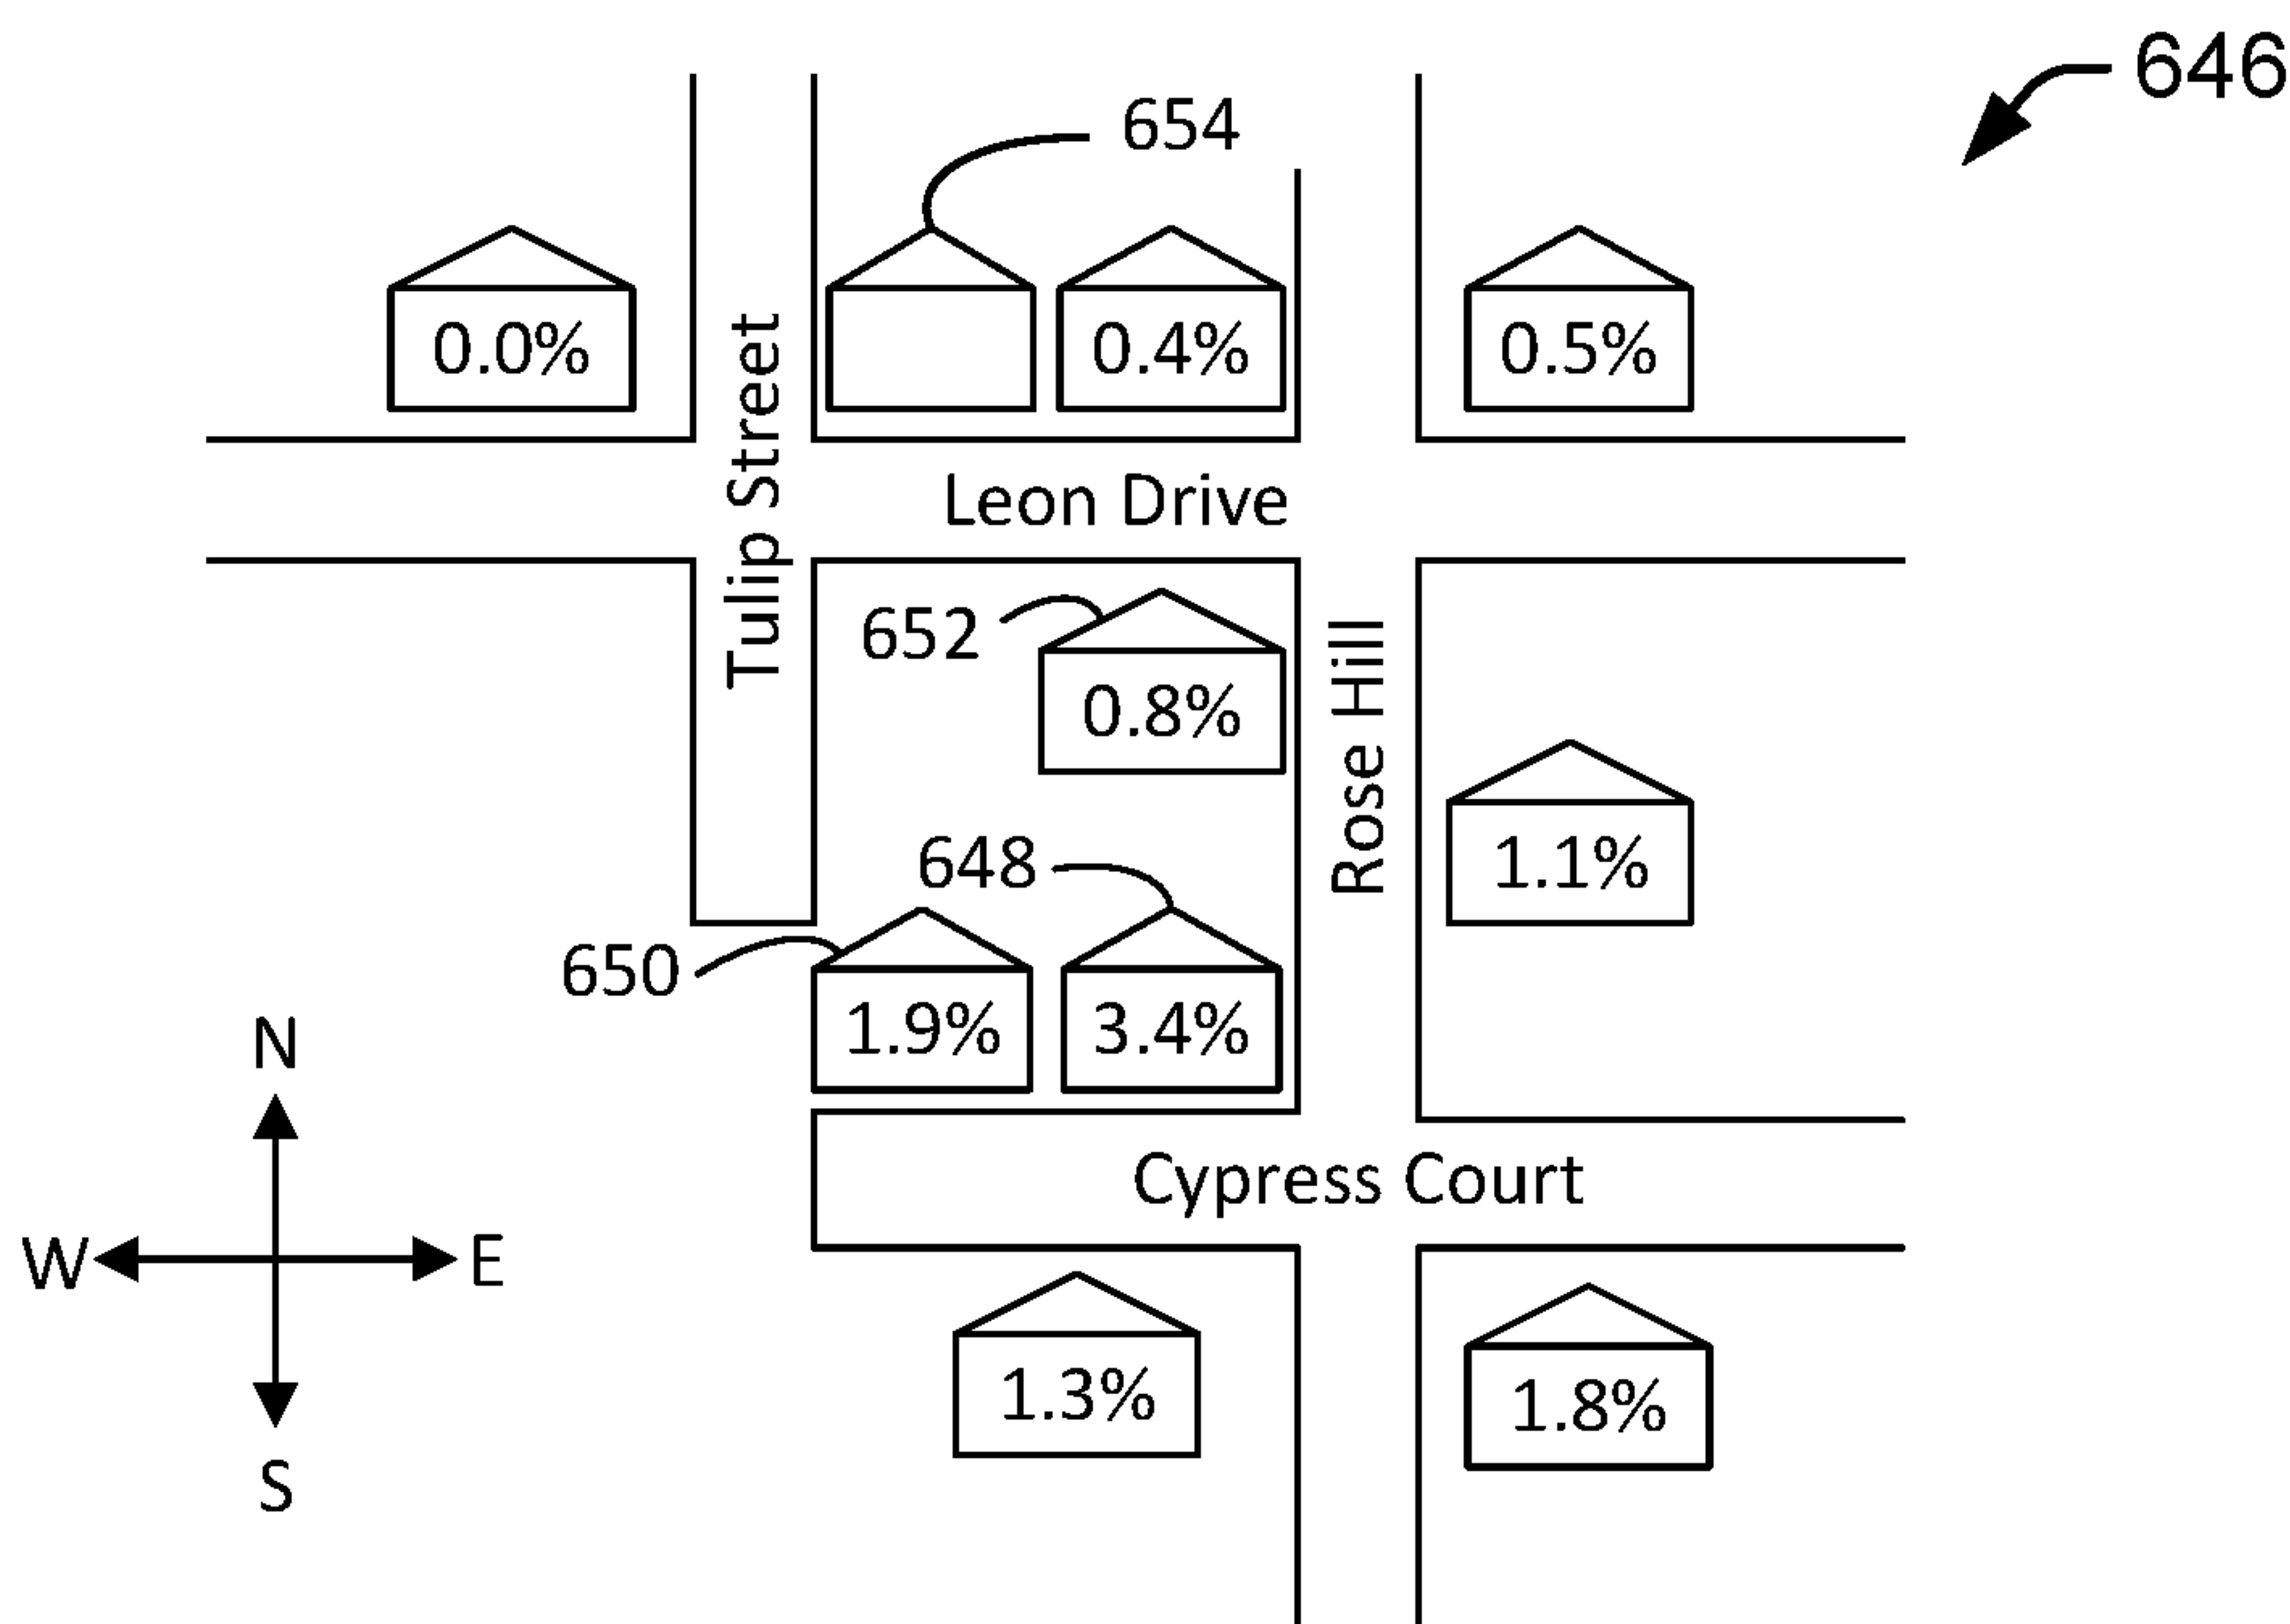 646
654
0.0%
0.4%
0.5%
Tulip Street
Leon Drive
652
0.8%
Rose Hill
648
1.1%
650
1.9%
3.4%
N
Cypress Court
W
E
1.3%
1.8%
S